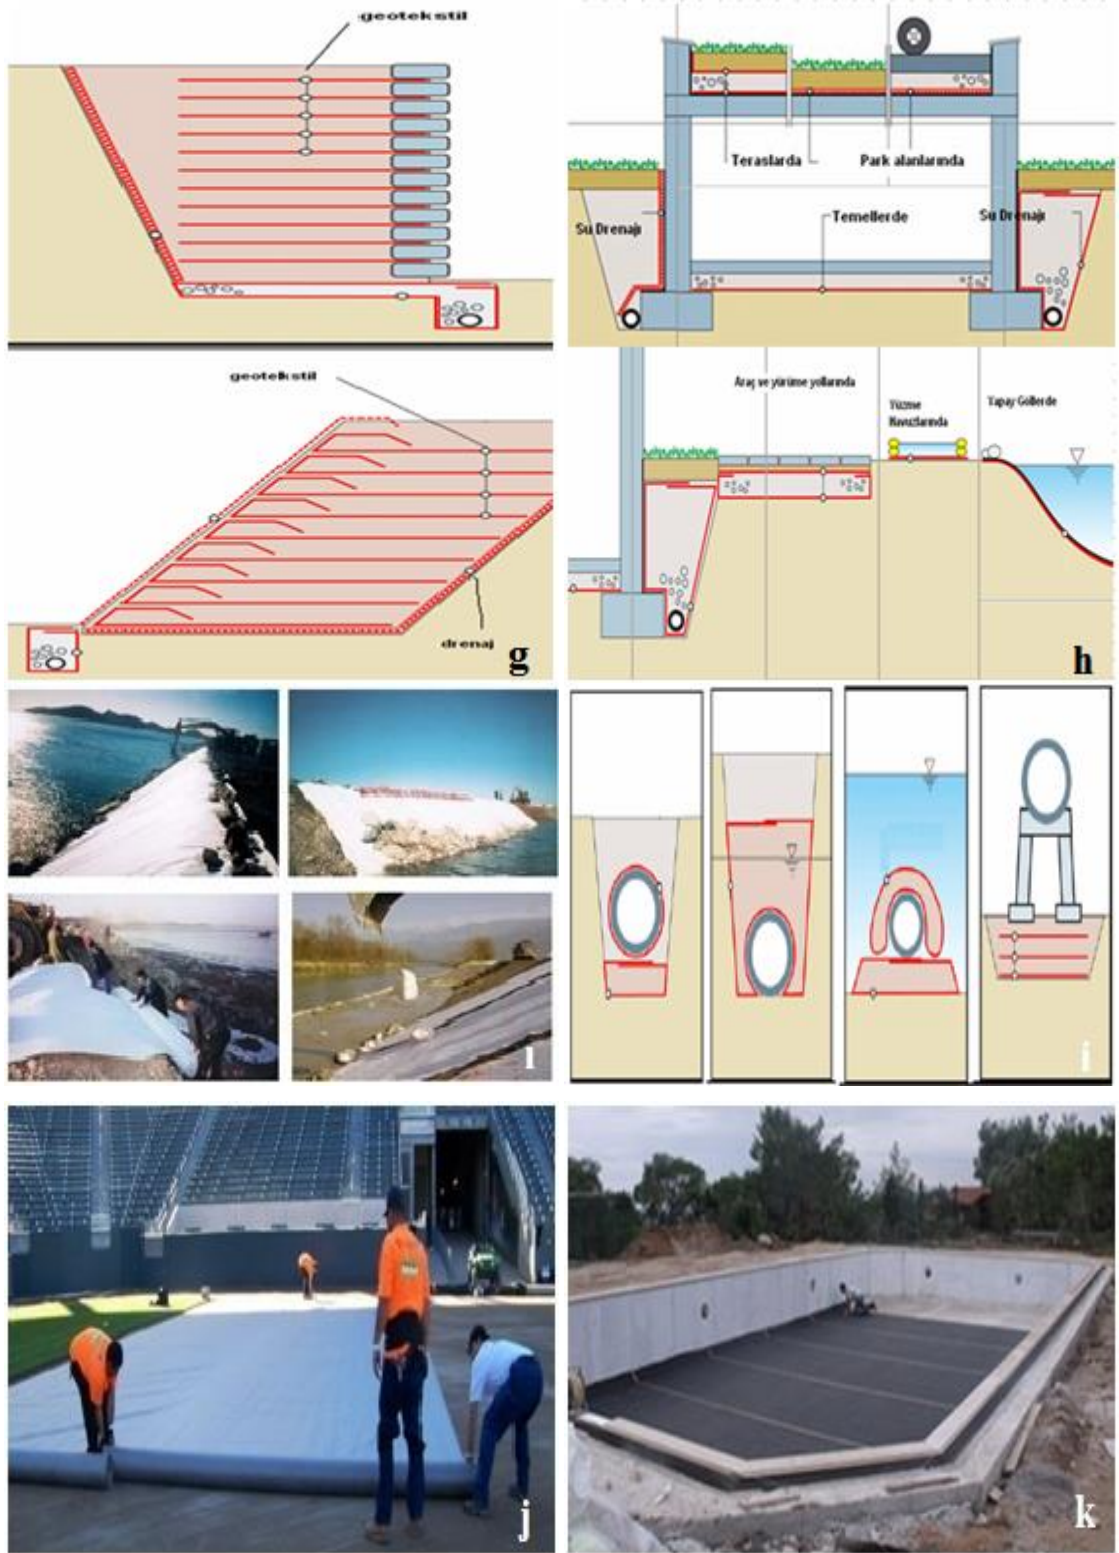 geotekstil
Teraslarda
Park alanlarında
Su Drenajı
Temellerde
Su Drenajı
geotekstil
drenaj
g
Araç ve yürüme yollarında
Yüzme
Havuzlarında
Yapay Göllerde
h
ı
i
j
k